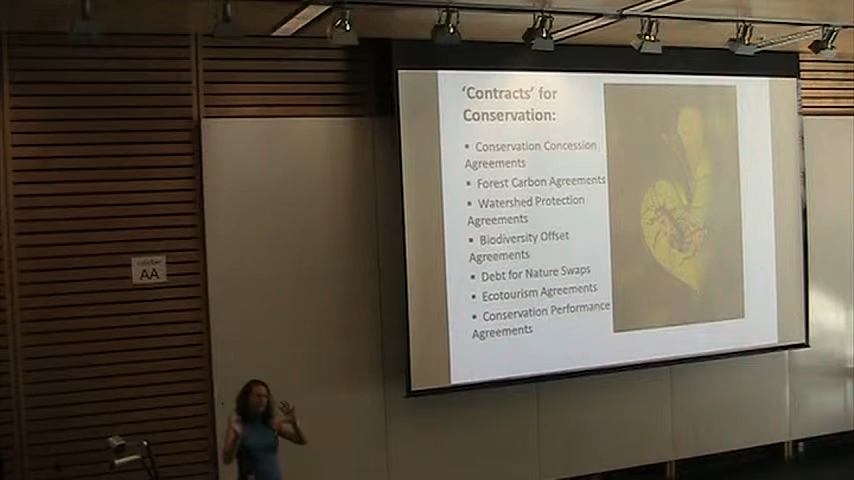 'Contracts' for
Conservation:
▪ Conservation Concession
Agreements
▪ Forest Carbon Agreements
▪ Watershed Protection
Agreements
▪ Biodiversity Offset
Agreements
▪ Debt for Nature Swaps
▪ Ecotourism Agreements
▪ Conservation Performance
Agreements
AA